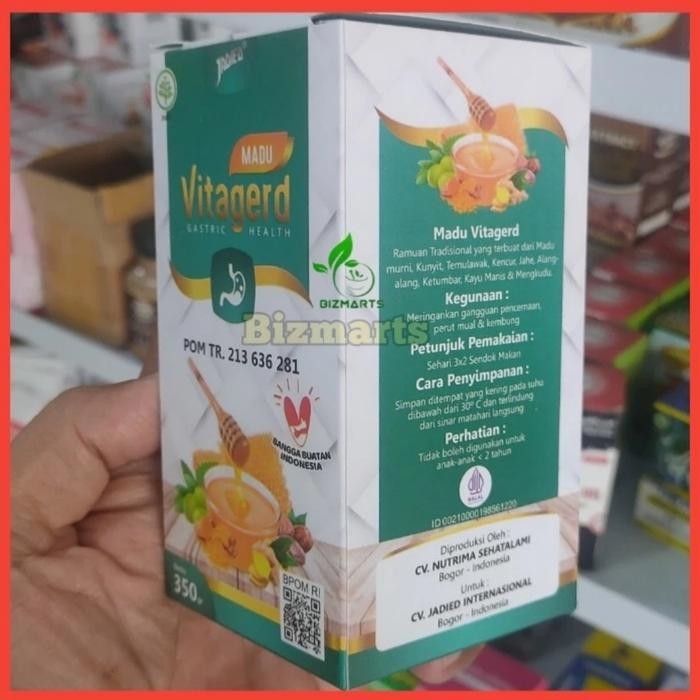 JADIED
MADU
Vitagerd
GASTRIC HEALTH
POM TR. 213 636 281
BANGGA BUATAN
INDONESIA
Netto
350gr
BPOM RI
BIZMARTS
Bizmarts
Madu Vitagerd
Ramuan Tradisional yang terbuat dari Madu
murni, Kunyit, Temulawak, Kencur, Jahe, Alang-
alang, Ketumbar, Kayu Manis & Mengkudu.
Kegunaan :
Meringankan gangguan pencernaan,
perut mual & kembung
Petunjuk Pemakaian :
Sehari 3x2 Sendok Makan
Cara Penyimpanan :
Simpan ditempat yang kering pada suhu
dibawah dari 30° C dan terlindung
dari sinar matahari langsung
Perhatian :
Tidak boleh digunakan untuk
anak-anak < 2 tahun
HALAL
ID 00210000198561220
Diproduksi Oleh :
CV. NUTRIMA SEHATALAMI
Bogor - Indonesia
Untuk :
CV. JADIED INTERNASIONAL
Bogor - Indonesia